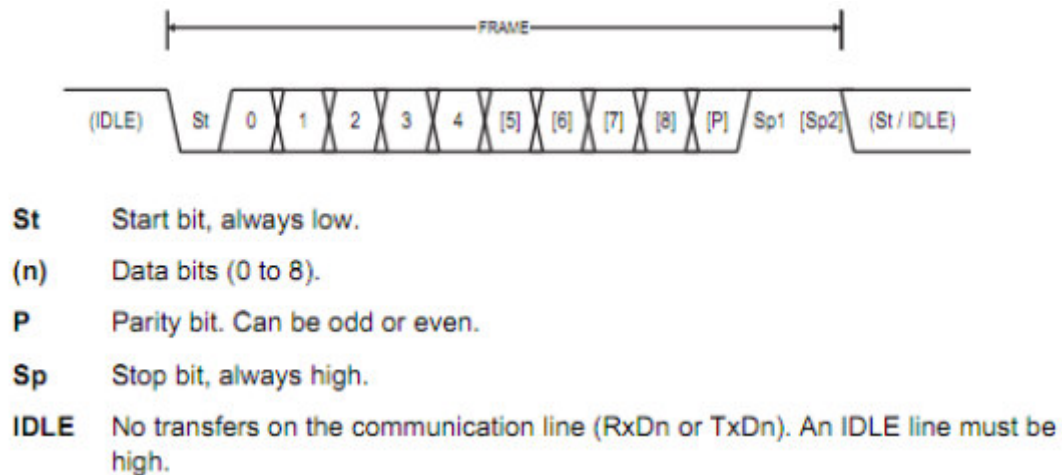 FRAME
(IDLE) St 0 1 2 3 4 [5] [6] [7] [8] [P] Sp1 [Sp2] (St / IDLE)
St Start bit, always low.
(n) Data bits (0 to 8).
P Parity bit. Can be odd or even.
Sp Stop bit, always high.
IDLE No transfers on the communication line (RxDn or TxDn). An IDLE line must be
high.